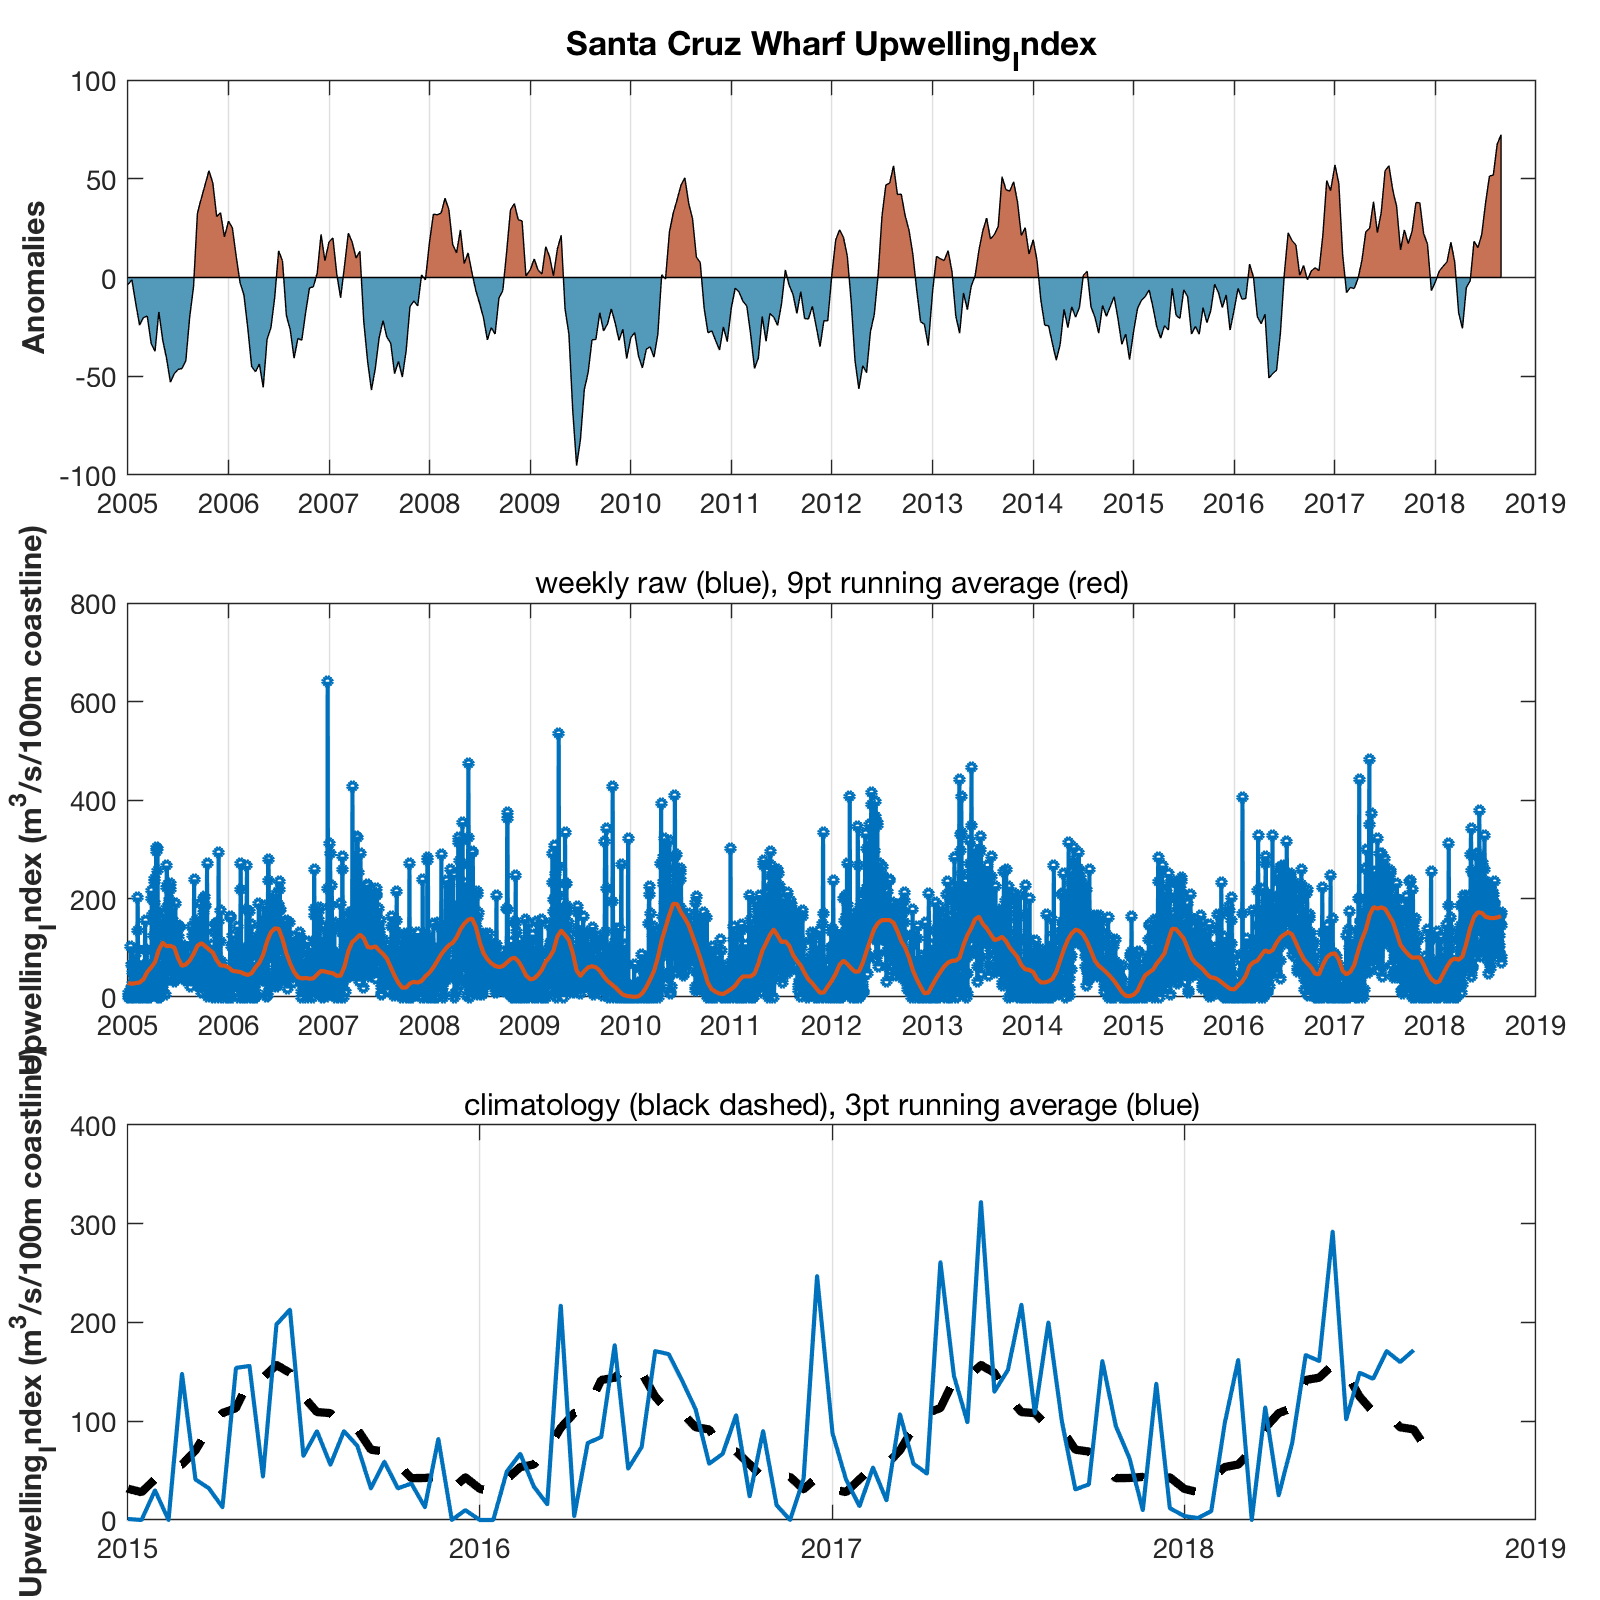 Santa Cruz Wharf Upwelling_Index
Anomalies
100
50
0
-50
-100
2005 2006 2007 2008 2009 2010 2011 2012 2013 2014 2015 2016 2017 2018 2019
weekly raw (blue), 9pt running average (red)
Upwelling_Index (m^3/s/100m coastline)
800
600
400
200
0
2005 2006 2007 2008 2009 2010 2011 2012 2013 2014 2015 2016 2017 2018 2019
climatology (black dashed), 3pt running average (blue)
Upwelling_Index (m^3/s/100m coastline)
400
300
200
100
0
2015 2016 2017 2018 2019